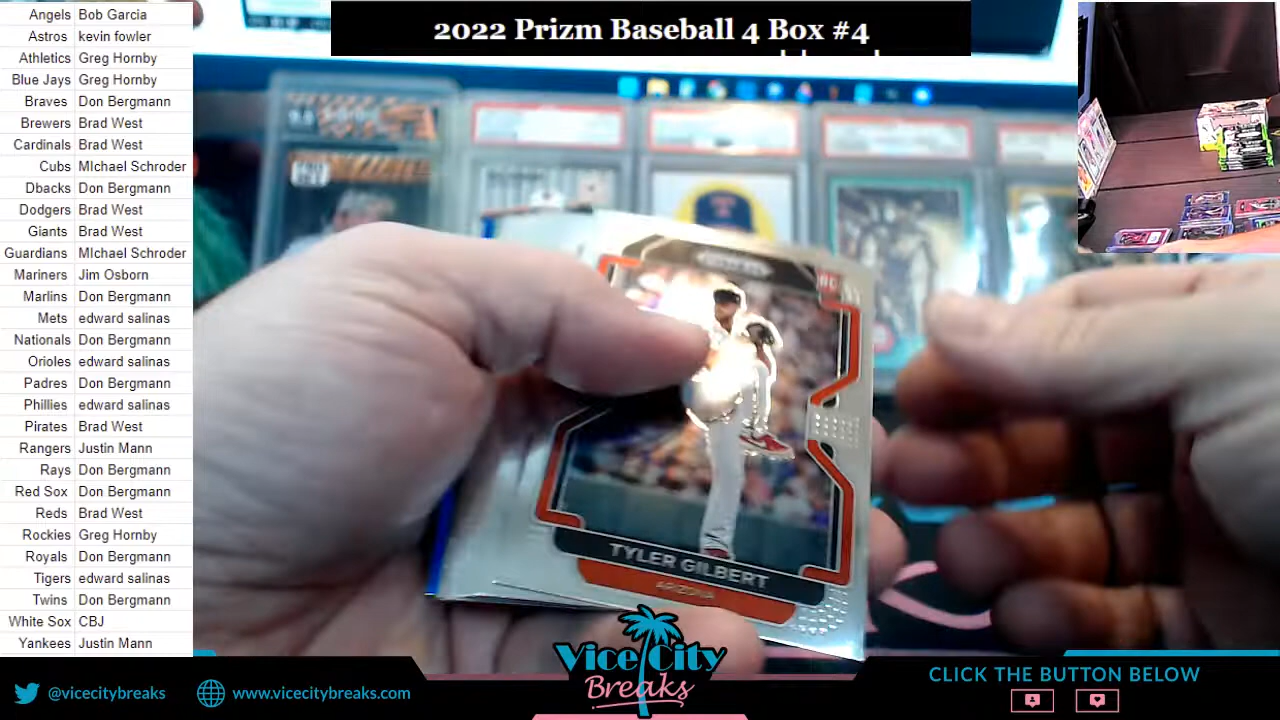 2022 Prizm Baseball 4 Box #4
Angels Bob Garcia
Astros kevin fowler
Athletics Greg Hornby
Blue Jays Greg Hornby
Braves Don Bergmann
Brewers Brad West
Cardinals Brad West
Cubs MIchael Schroder
Dbacks Don Bergmann
Dodgers Brad West
Giants Brad West
Guardians MIchael Schroder
Mariners Jim Osborn
Marlins Don Bergmann
Mets edward salinas
Nationals Don Bergmann
Orioles edward salinas
Padres Don Bergmann
Phillies edward salinas
Pirates Brad West
Rangers Justin Mann
Rays Don Bergmann
Red Sox Don Bergmann
Reds Brad West
Rockies Greg Hornby
Royals Don Bergmann
Tigers edward salinas
Twins Don Bergmann
White Sox CBJ
Yankees Justin Mann
RC
TYLER GILBERT
ARIZONA
Vice City
Breaks
@vicecitybreaks
www.vicecitybreaks.com
CLICK THE BUTTON BELOW